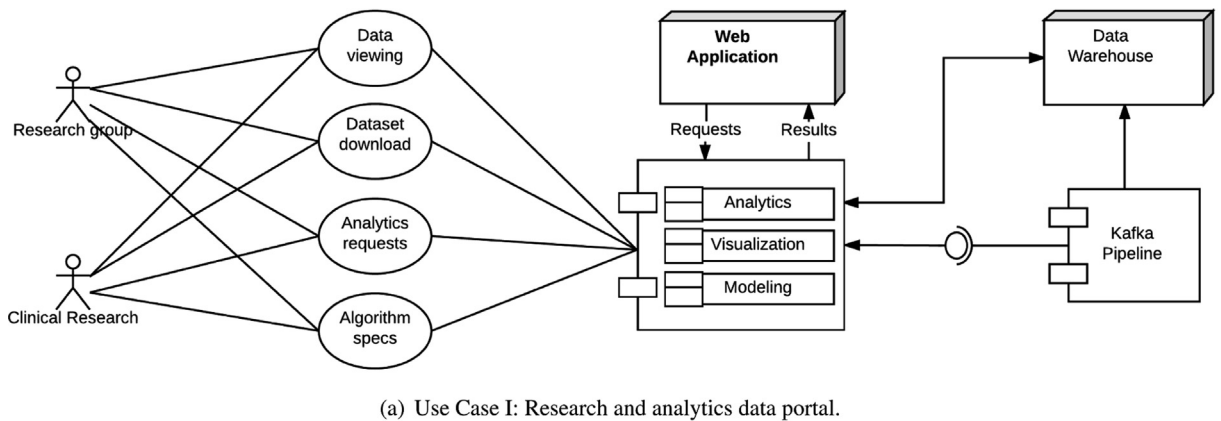 Data
viewing
Web
Application
Data
Warehouse
Research group
Dataset
download
Requests
Results
Analytics
requests
Analytics
Visualization
Modeling
Kafka
Pipeline
Clinical Research
Algorithm
specs
(a) Use Case I: Research and analytics data portal.